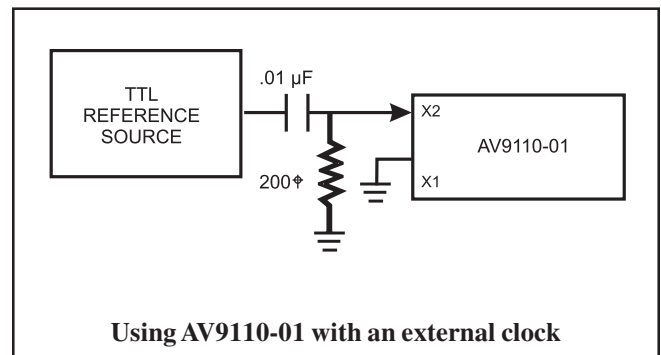 TTL
REFERENCE
SOURCE
.01 µF
200⌽
X2
AV9110-01
X1
Using AV9110-01 with an external clock